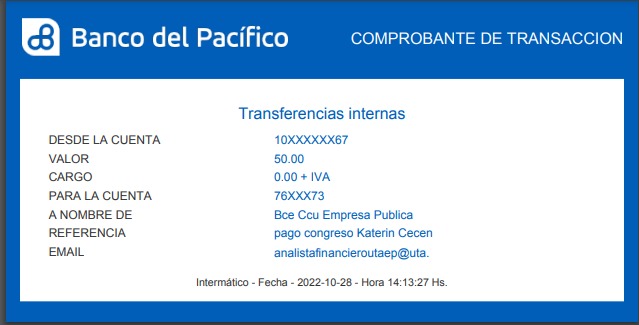 Banco del Pacífico
COMPROBANTE DE TRANSACCION
Transferencias internas
DESDE LA CUENTA 10XXXXXX67
VALOR 50.00
CARGO 0.00 + IVA
PARA LA CUENTA 76XXX73
A NOMBRE DE Bce Ccu Empresa Publica
REFERENCIA pago congreso Katerin Cecen
EMAIL analistafinancieroutaep@uta.
Intermático - Fecha - 2022-10-28 - Hora 14:13:27 Hs.